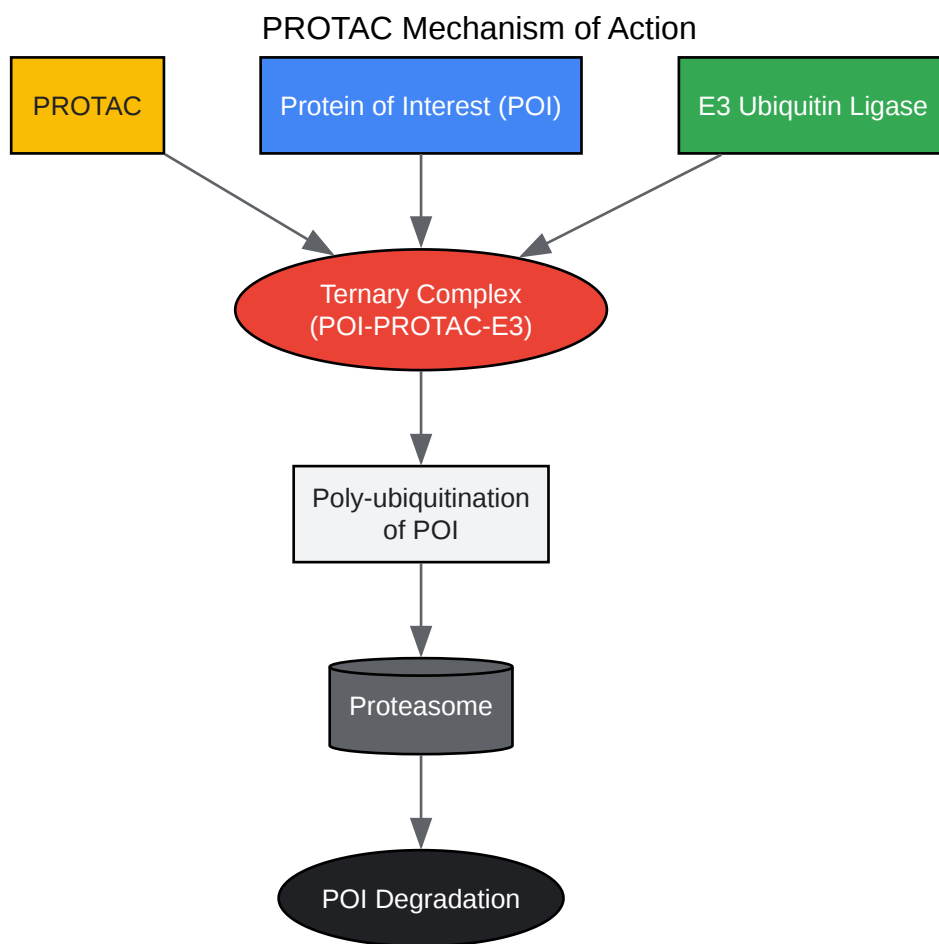 PROTAC Mechanism of Action
PROTAC
Protein of Interest (POI)
E3 Ubiquitin Ligase
Ternary Complex
(POI-PROTAC-E3)
Poly-ubiquitination
of POI
Proteasome
POI Degradation